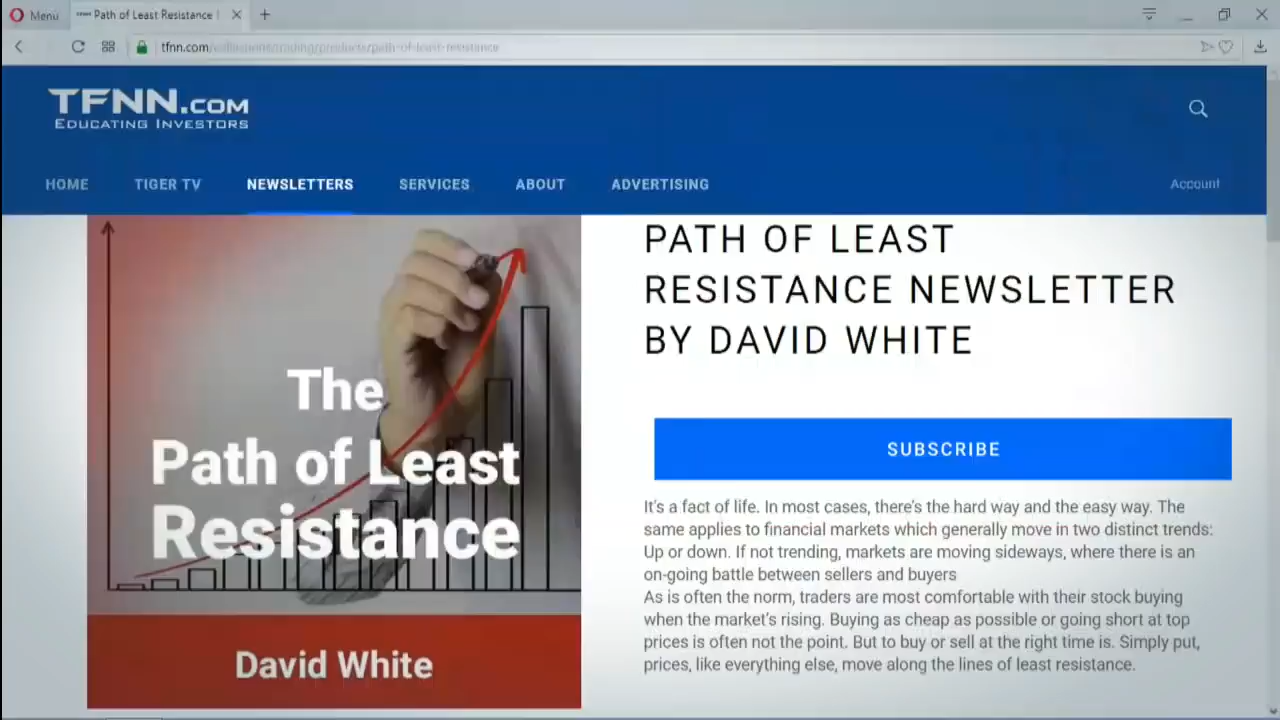 Menu
Path of Least Resistance |
tfnn.com
TFNN.COM
EDUCATING INVESTORS
HOME TIGER TV NEWSLETTERS SERVICES ABOUT ADVERTISING Account
The
Path of Least
Resistance
David White
PATH OF LEAST
RESISTANCE NEWSLETTER
BY DAVID WHITE
SUBSCRIBE
It's a fact of life. In most cases, there's the hard way and the easy way. The
same applies to financial markets which generally move in two distinct trends:
Up or down. If not trending, markets are moving sideways, where there is an
on-going battle between sellers and buyers
As is often the norm, traders are most comfortable with their stock buying
when the market's rising. Buying as cheap as possible or going short at top
prices is often not the point. But to buy or sell at the right time is. Simply put,
prices, like everything else, move along the lines of least resistance.